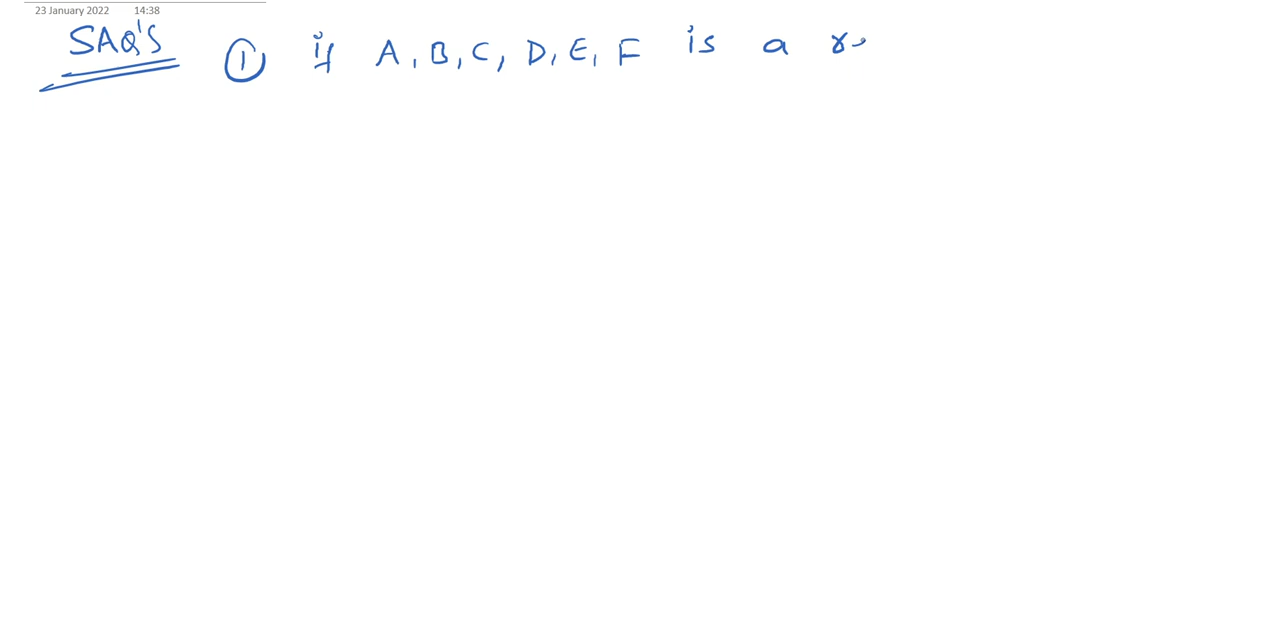 23 January 2022 14:38
SAQ'S ① if A, B, C, D, E, F is a